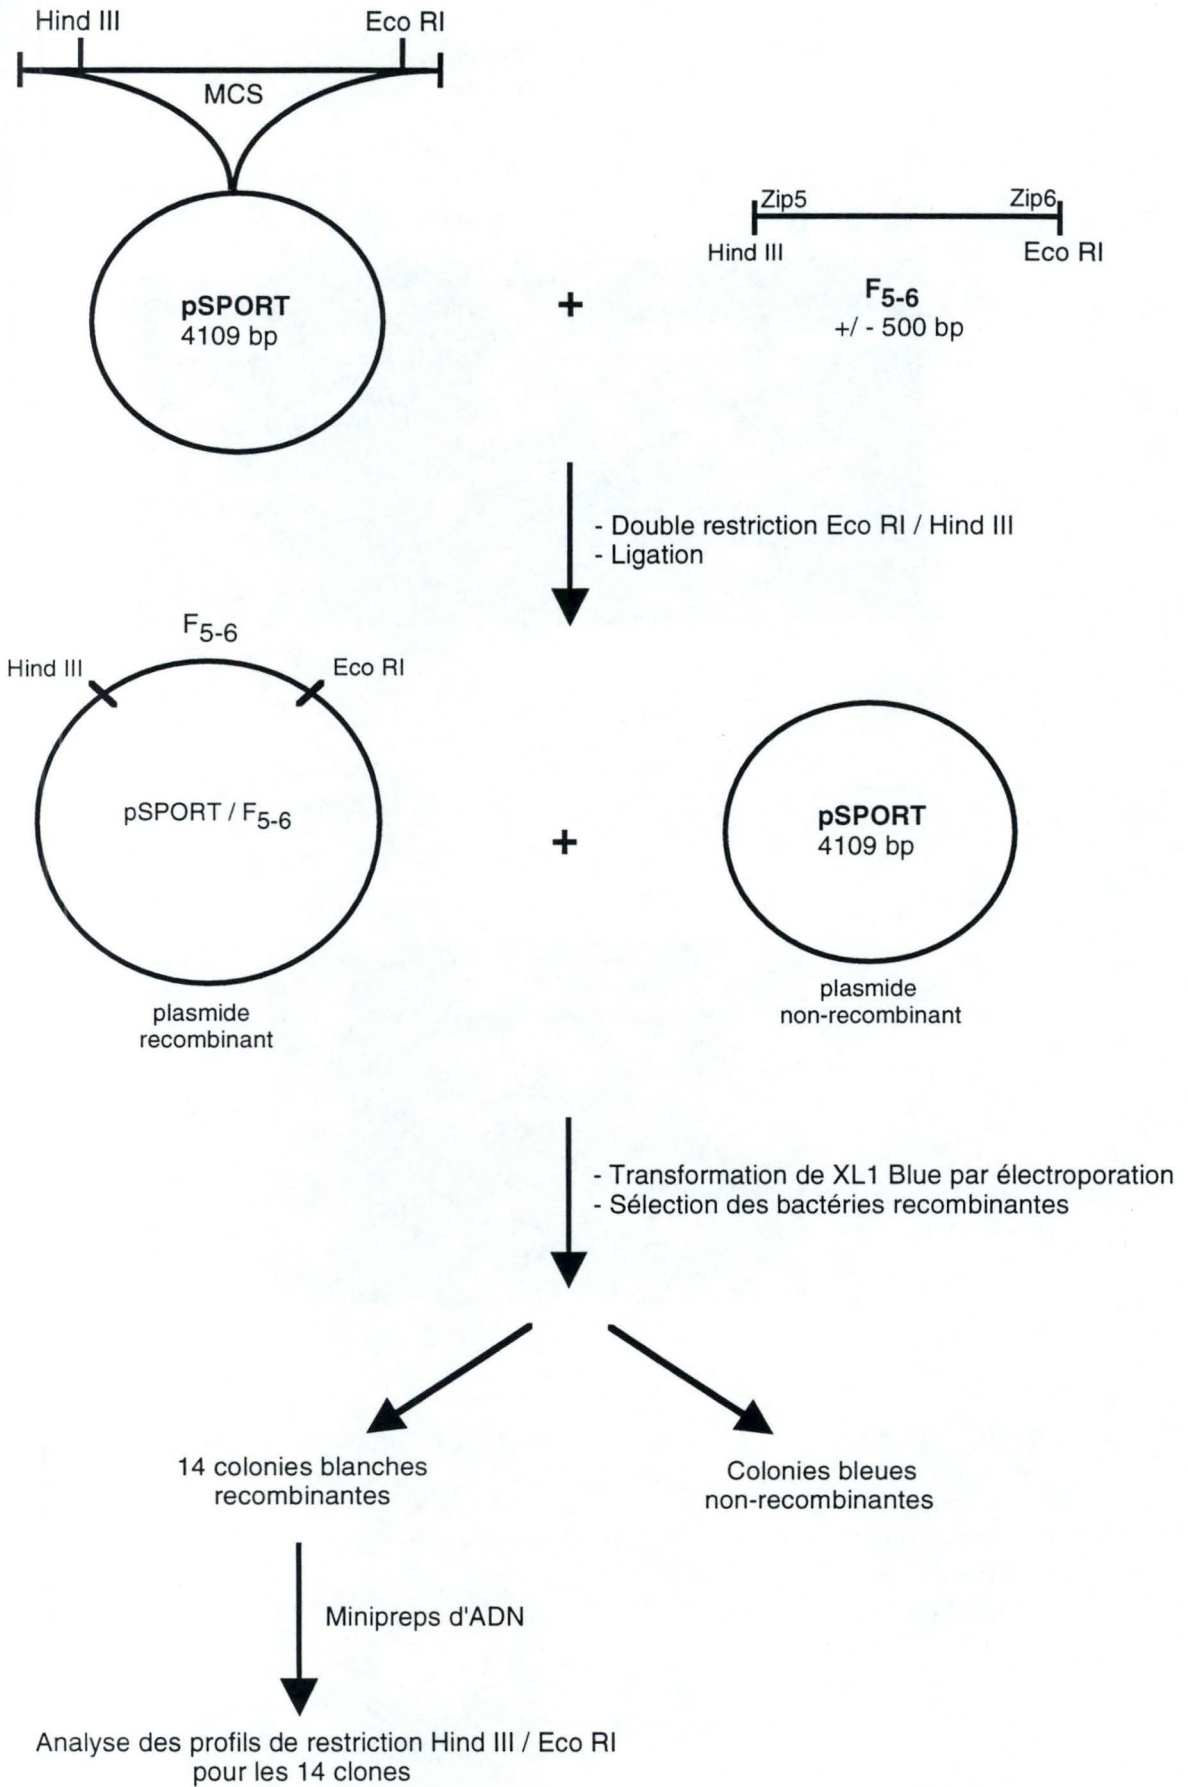 Hind III
Eco RI
MCS
pSPORT
4109 bp
+
Zip5
Zip6
Hind III
Eco RI
F5-6
+/ - 500 bp
- Double restriction Eco RI / Hind III
- Ligation
F5-6
Hind III
Eco RI
pSPORT / F5-6
plasmide
recombinant
+
pSPORT
4109 bp
plasmide
non-recombinant
- Transformation de XL1 Blue par électroporation
- Sélection des bactéries recombinantes
14 colonies blanches
recombinantes
Colonies bleues
non-recombinantes
Minipreps d'ADN
Analyse des profils de restriction Hind III / Eco RI
pour les 14 clones